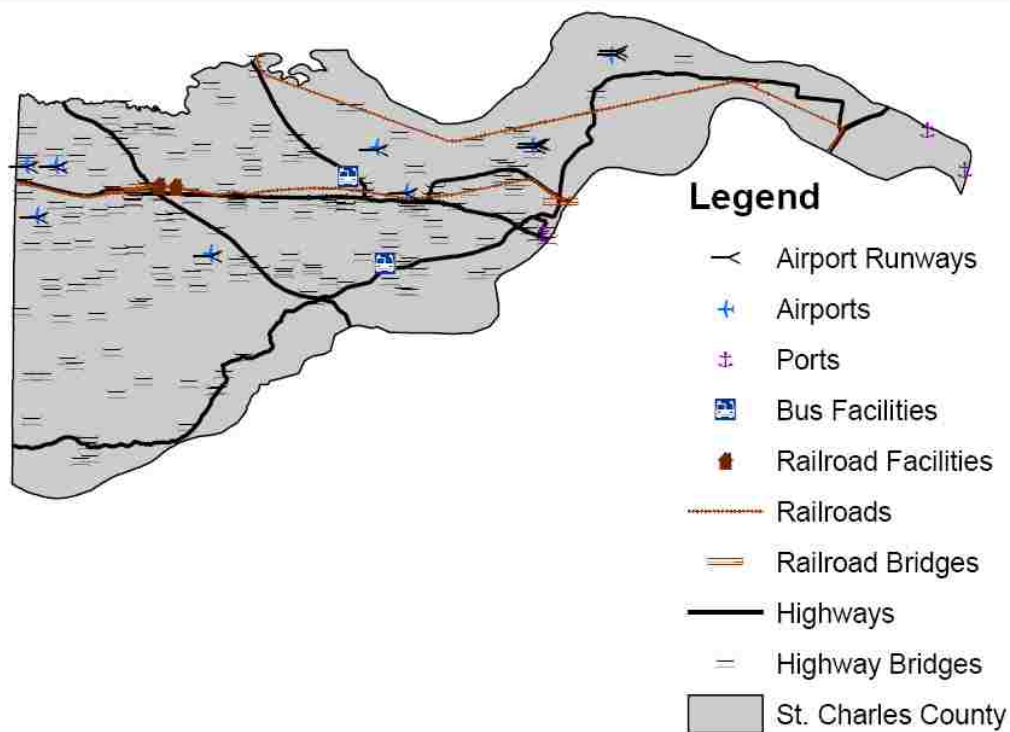 Legend
Airport Runways
Airports
Ports
Bus Facilities
Railroad Facilities
Railroads
Railroad Bridges
Highways
Highway Bridges
St. Charles County